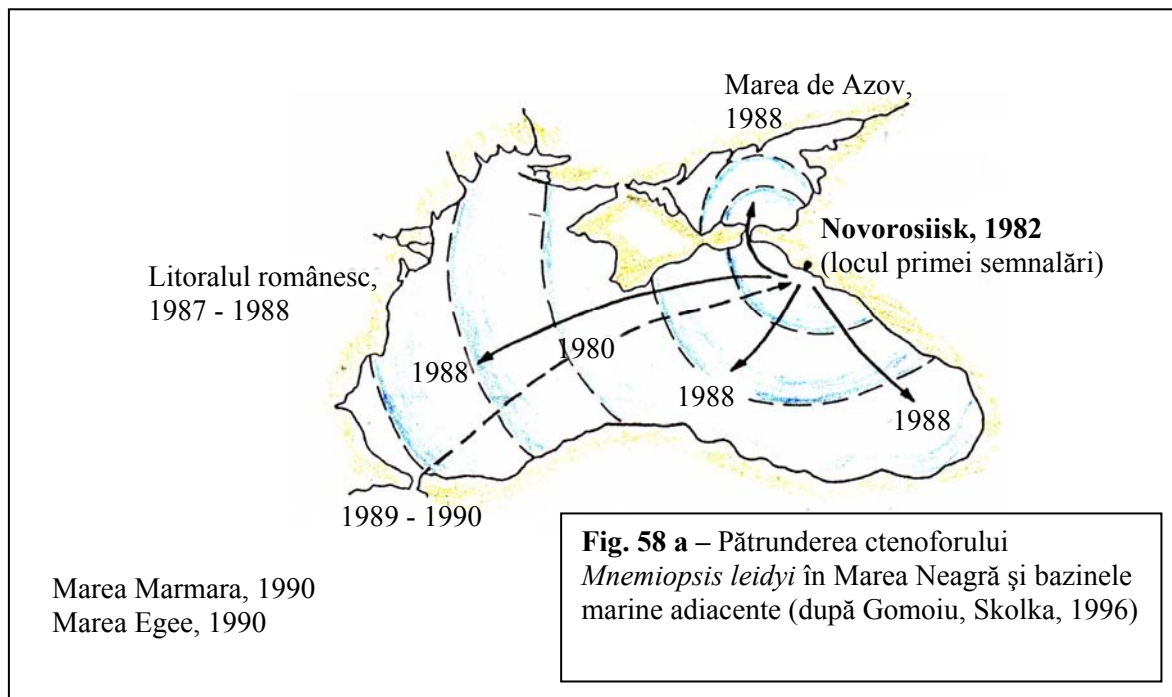 Marea de Azov,
1988
Novorosiisk, 1982
(locul primei semnalări)
Litoralul românesc,
1987 - 1988
1980
1988
1988
1988
1989 - 1990
Marea Marmara, 1990
Marea Egee, 1990
Fig. 58 a – Pătrunderea ctenoforului
Mnemiopsis leidyi în Marea Neagră şi bazinele
marine adiacente (după Gomoiu, Skolka, 1996)